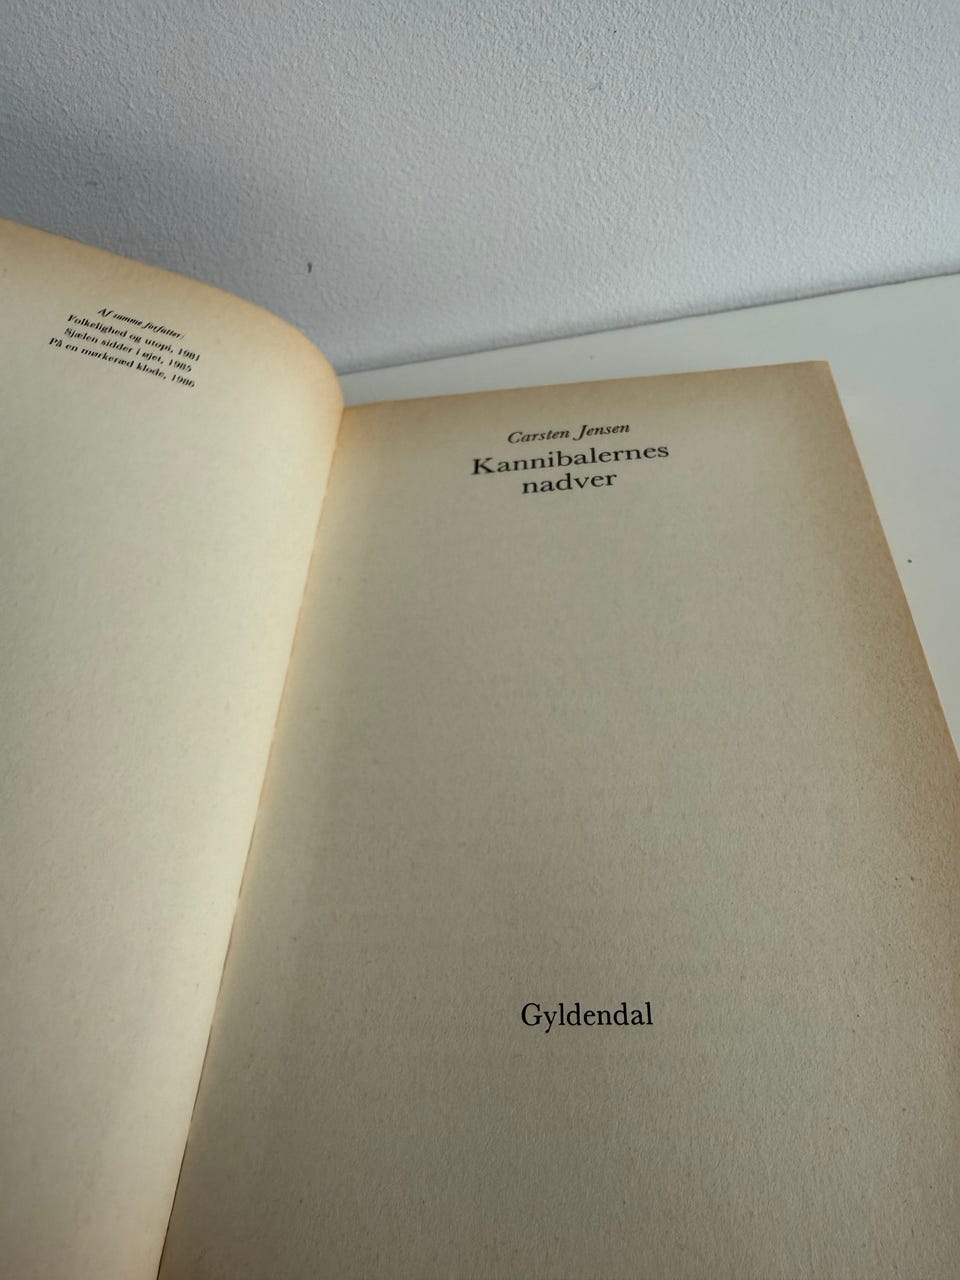 Af samme forfatter:
Folkelighed og utopi, 1981
Sjælen sidder i øjet, 1985
På en mørkerød klode, 1986
Carsten Jensen
Kannibalernes
nadver
Gyldendal